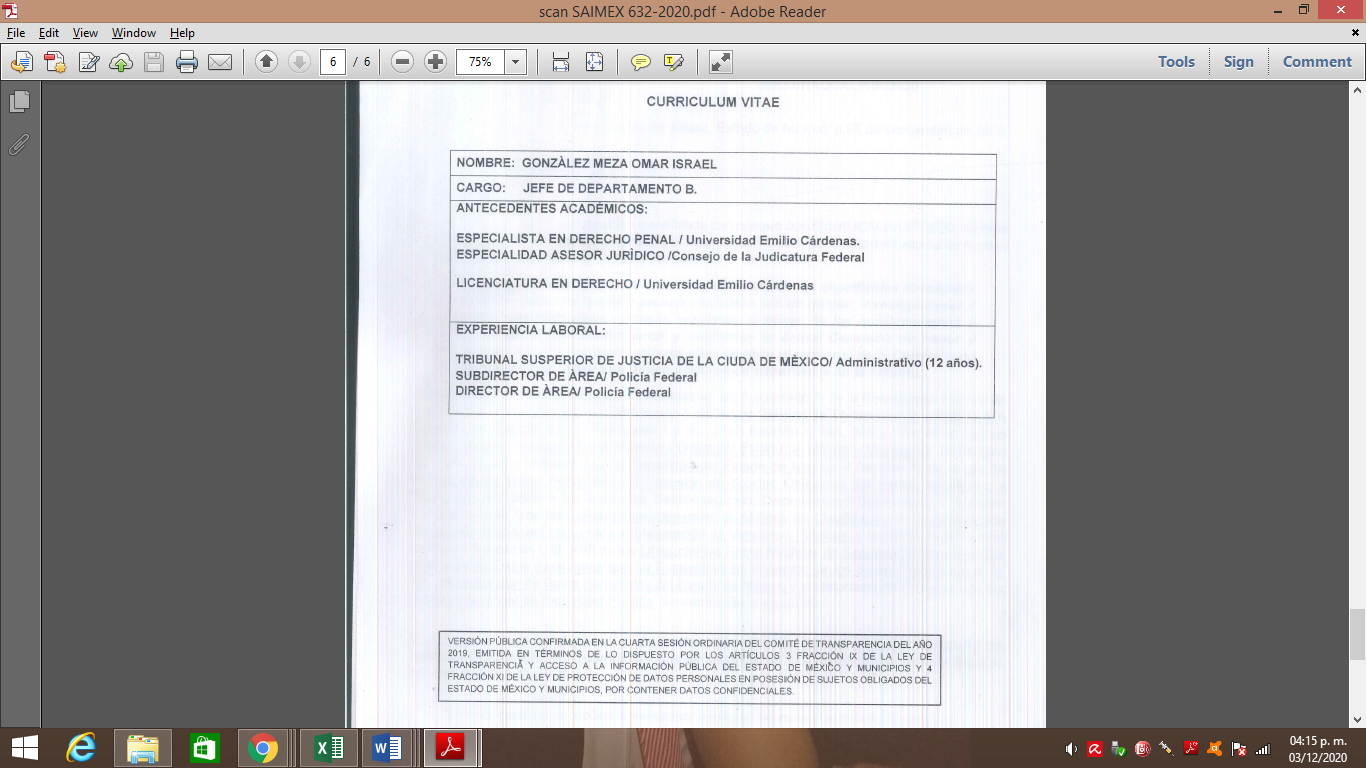 scan SAIMEX 632-2020.pdf - Adobe Reader
File Edit View Window Help
6 / 6 75% Tools Sign Comment
CURRICULUM VITAE
NOMBRE: GONZÀLEZ MEZA OMAR ISRAEL
CARGO: JEFE DE DEPARTAMENTO B.
ANTECEDENTES ACADÉMICOS:
ESPECIALISTA EN DERECHO PENAL / Universidad Emilio Cárdenas.
ESPECIALIDAD ASESOR JURÌDICO /Consejo de la Judicatura Federal
LICENCIATURA EN DERECHO / Universidad Emilio Cárdenas
EXPERIENCIA LABORAL:
TRIBUNAL SUSPERIOR DE JUSTICIA DE LA CIUDA DE MÈXICO/ Administrativo (12 años).
SUBDIRECTOR DE ÀREA/ Policía Federal
DIRECTOR DE ÀREA/ Policía Federal
VERSIÓN PÚBLICA CONFIRMADA EN LA CUARTA SESIÓN ORDINARIA DEL COMITÉ DE TRANSPARENCIA DEL AÑO
2019, EMITIDA EN TÉRMINOS DE LO DISPUESTO POR LOS ARTÍCULOS 3 FRACCIÓN IX DE LA LEY DE
TRANSPARENCIA Y ACCESO A LA INFORMACIÓN PÚBLICA DEL ESTADO DE MÉXICO Y MUNICIPIOS Y 4
FRACCIÓN XI DE LA LEY DE PROTECCIÓN DE DATOS PERSONALES EN POSESIÓN DE SUJETOS OBLIGADOS DEL
ESTADO DE MÉXICO Y MUNICIPIOS, POR CONTENER DATOS CONFIDENCIALES.
04:15 p. m.
03/12/2020